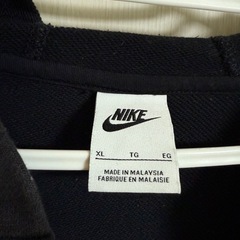 NIKE
XL TG EG
MADE IN MALAYSIA
FABRIQUE EN MALAISIE